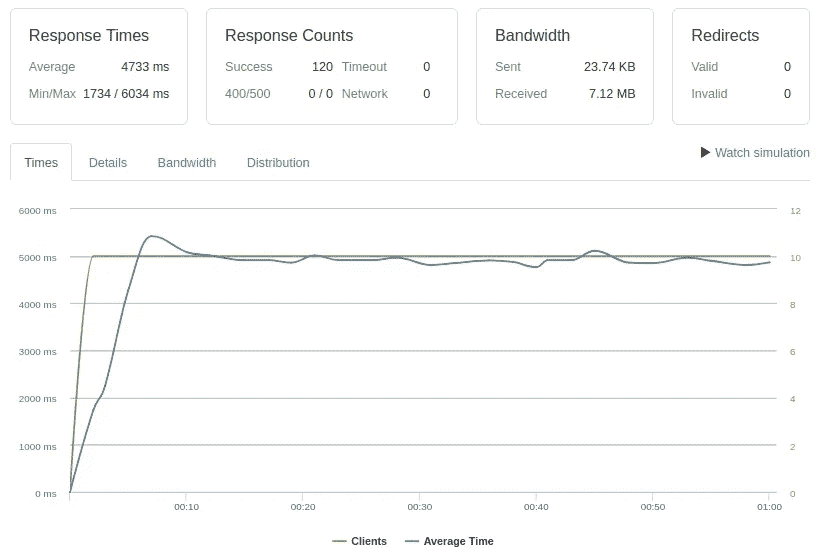 Response Times
Average 4733 ms
Min/Max 1734 / 6034 ms
Response Counts
Success 120 Timeout 0
400/500 0 / 0 Network 0
Bandwidth
Sent 23.74 KB
Received 7.12 MB
Redirects
Valid 0
Invalid 0
Times Details Bandwidth Distribution
Watch simulation
6000 ms 12
5000 ms 10
4000 ms 8
3000 ms 6
2000 ms 4
1000 ms 2
0 ms 0
00:10 00:20 00:30 00:40 00:50 01:00
Clients Average Time